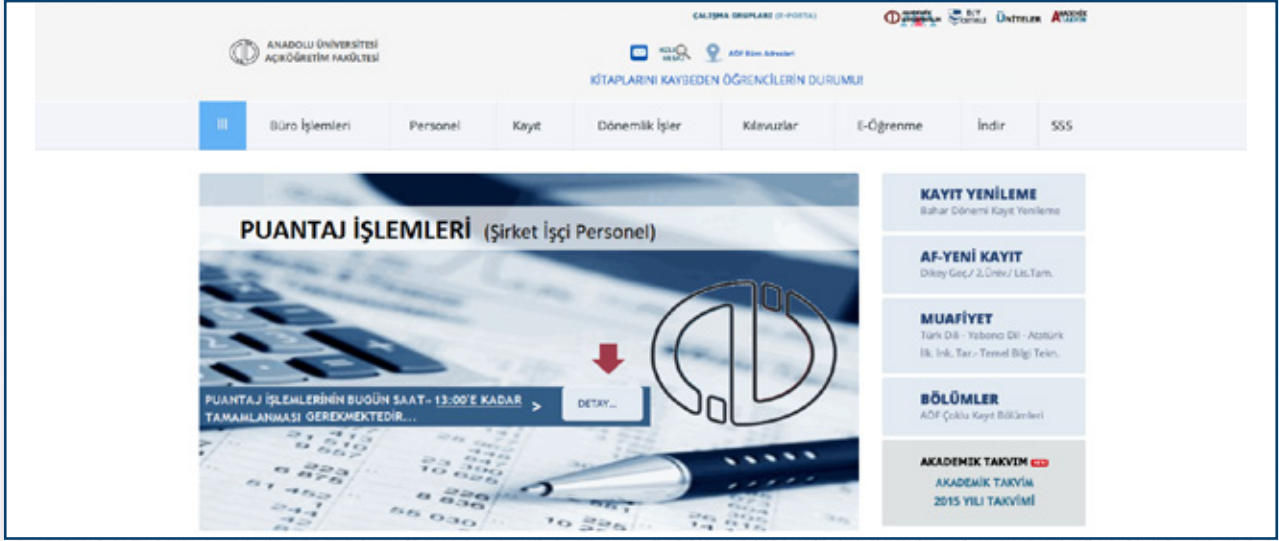 ÇALIŞMA GRUPLARI (E-POSTA)
ÜNİTELER AKADEMİK TAKVİM
ANADOLU ÜNİVERSİTESİ
AÇIKÖĞRETİM FAKÜLTESİ
AÖF Büro Adresleri
KİTAPLARINI KAYBEDEN ÖĞRENCİLERİN DURUMU!
Büro İşlemleri Personel Kayıt Dönemlik İşler Kılavuzlar E-Öğrenme İndir SSS
PUANTAJ İŞLEMLERİ (Şirket İşçi Personel)
PUANTAJ İŞLEMLERİNİN BUGÜN SAAT- 13:00'E KADAR
TAMAMLANMASI GEREKMEKTEDİR...
> DETAY...
KAYIT YENİLEME
Bahar Dönemi Kayıt Yenileme
AF-YENİ KAYIT
Dikey Geç./ 2.Üniv./ Lis.Tam.
MUAFİYET
Türk Dili - Yabancı Dil - Atatürk
İlk. İnk. Tar.- Temel Bilgi Tekn.
BÖLÜMLER
AÖF Çoklu Kayıt Bölümleri
AKADEMIK TAKVIM
AKADEMİK TAKVİM
2015 YILI TAKVİMİ